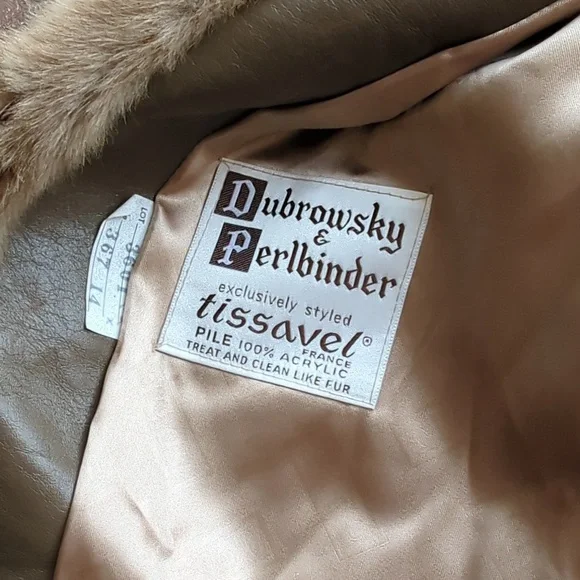 Dubrowsky
&
Perlbinder
exclusively styled
tissavel®
FRANCE
PILE 100% ACRYLIC
TREAT AND CLEAN LIKE FUR
LOT
367 14